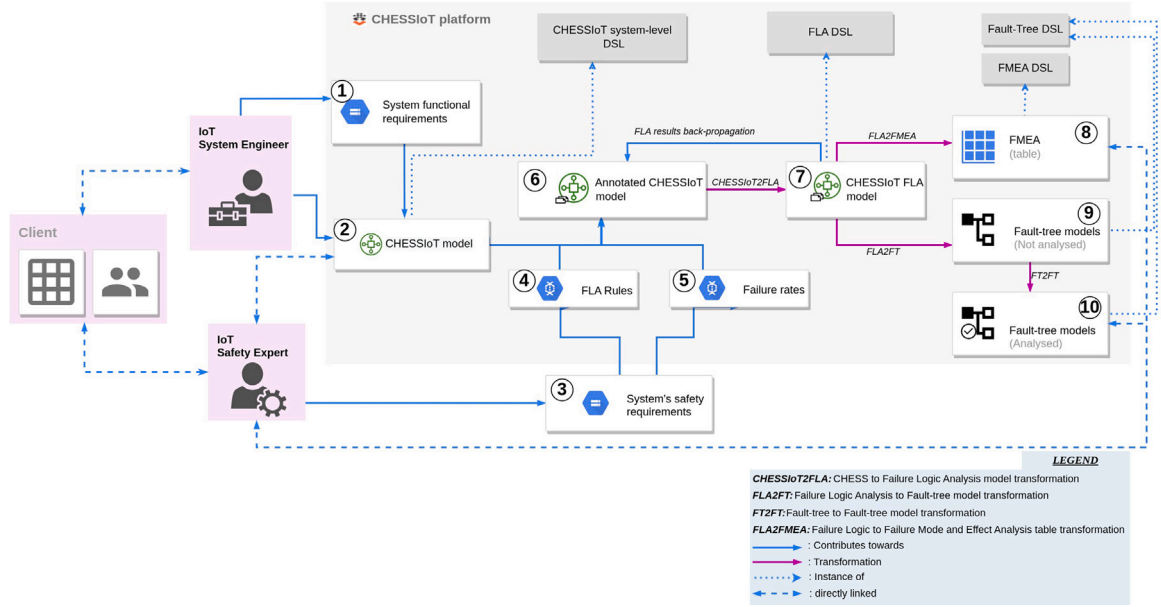 CHESSIoT platform
CHESSIoT system-level
DSL
FLA DSL
Fault-Tree DSL
FMEA DSL
1
System functional
requirements
IoT
System Engineer
FLA results back-propagation
FLA2FMEA
8
FMEA
(table)
6
Annotated CHESSIoT
model
CHESSIOT2FLA
7
CHESSIoT FLA
model
Client
2
CHESSIoT model
9
Fault-tree models
(Not analysed)
FLA2FT
4
FLA Rules
5
Failure rates
FT2FT
10
Fault-tree models
(Analysed)
IoT
Safety Expert
3
System's safety
requirements
LEGEND
CHESSIoT2FLA: CHESS to Failure Logic Analysis model transformation
FLA2FT: Failure Logic Analysis to Fault-tree model transformation
FT2FT: Fault-tree to Fault-tree model transformation
FLA2FMEA: Failure Logic to Failure Mode and Effect Analysis table transformation
: Contributes towards
: Transformation
: Instance of
: directly linked